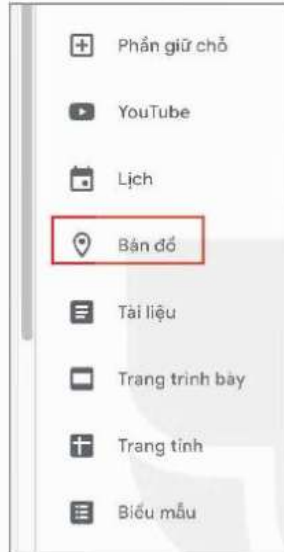 Phần giữ chỗ
YouTube
Lịch
Bản đồ
Tài liệu
Trang trình bày
Trang tính
Biểu mẫu